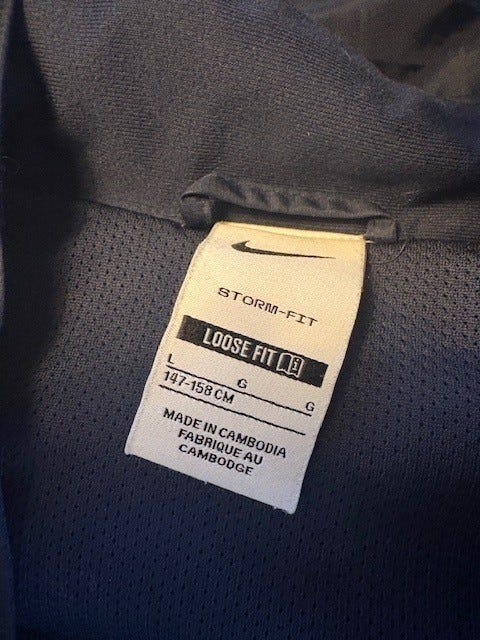 STORM-FIT
LOOSE FIT
L G G
147-158 CM
MADE IN CAMBODIA
FABRIQUE AU
CAMBODGE